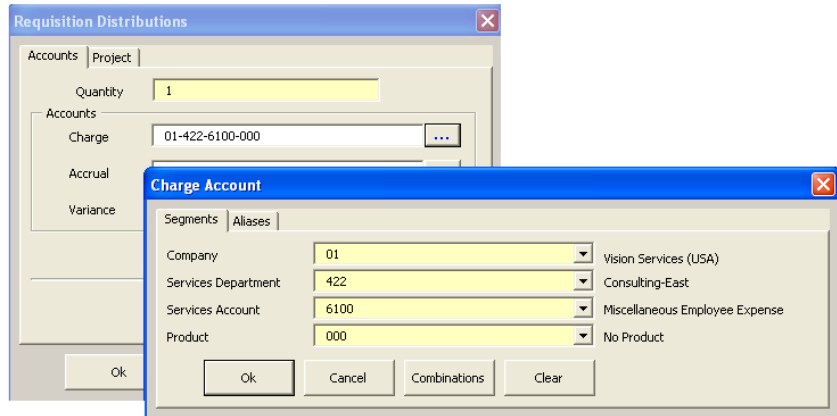 Requisition Distributions
Accounts Project
Quantity 1
Accounts
Charge 01-422-6100-000 ...
Accrual
Variance
Ok
Charge Account
Segments Aliases
Company 01 Vision Services (USA)
Services Department 422 Consulting-East
Services Account 6100 Miscellaneous Employee Expense
Product 000 No Product
Ok Cancel Combinations Clear